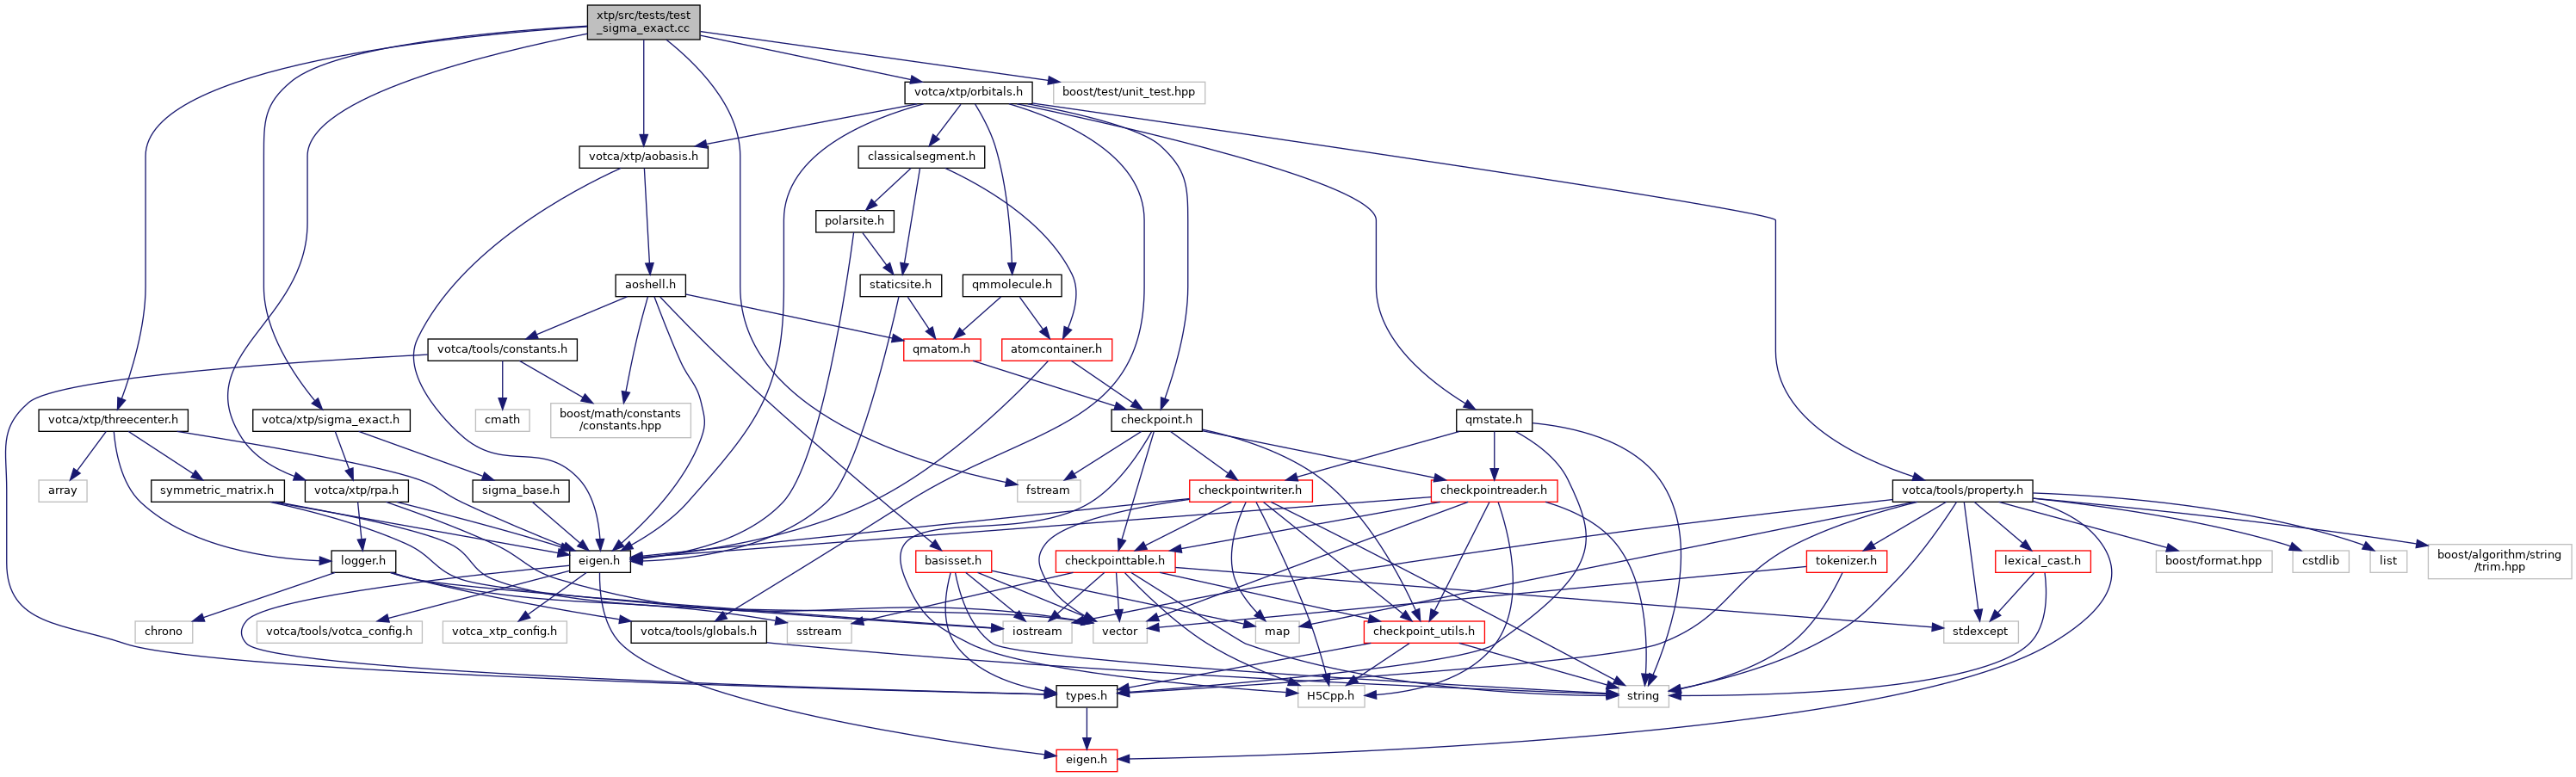 xtp/src/tests/test
_sigma_exact.cc
votca/xtp/orbitals.h
boost/test/unit_test.hpp
votca/xtp/aobasis.h
classicalsegment.h
polarsite.h
aoshell.h
staticsite.h
qmmolecule.h
votca/tools/constants.h
qmatom.h
atomcontainer.h
votca/xtp/threecenter.h
votca/xtp/sigma_exact.h
cmath
boost/math/constants
/constants.hpp
checkpoint.h
qmstate.h
array
symmetric_matrix.h
votca/xtp/rpa.h
sigma_base.h
fstream
checkpointwriter.h
checkpointreader.h
votca/tools/property.h
logger.h
eigen.h
basisset.h
checkpointtable.h
tokenizer.h
lexical_cast.h
boost/format.hpp
cstdlib
list
boost/algorithm/string
/trim.hpp
chrono
votca/tools/votca_config.h
votca_xtp_config.h
votca/tools/globals.h
sstream
iostream
vector
map
checkpoint_utils.h
stdexcept
types.h
H5Cpp.h
string
eigen.h